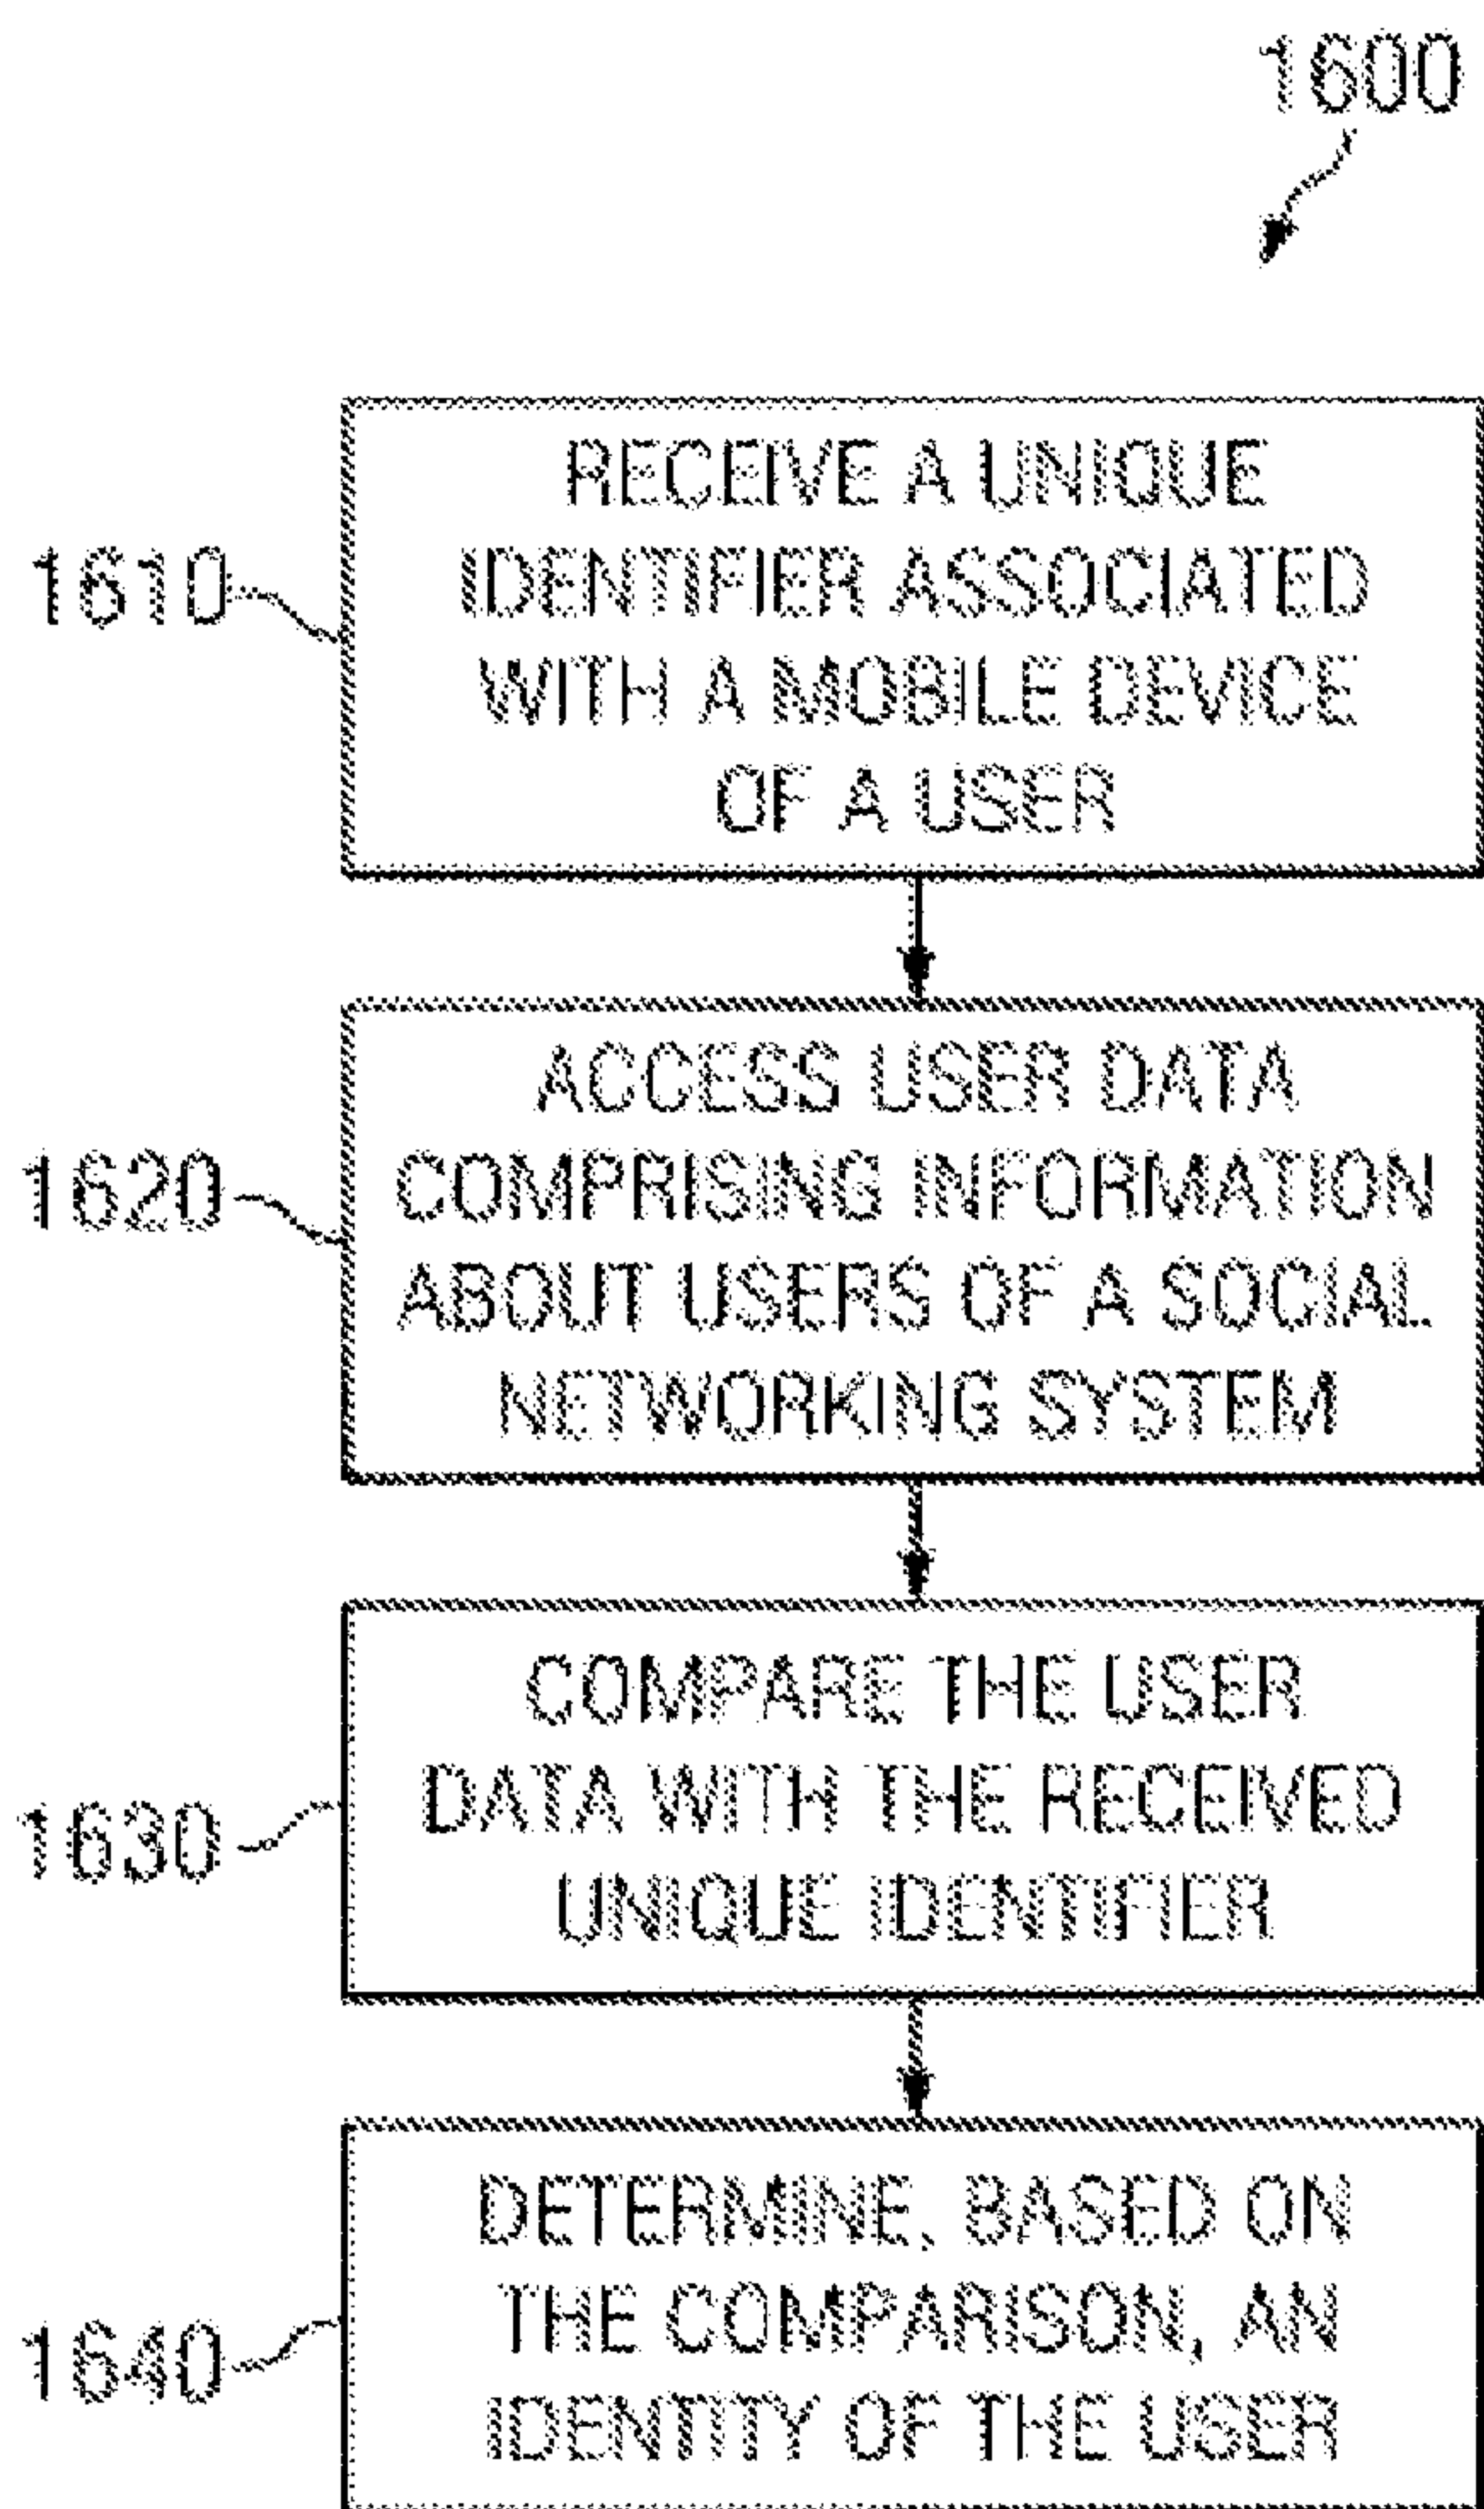 1600
RECEIVE A UNIQUE
IDENTIFIER ASSOCIATED
1610
WITH A MOBILE DEVICE
OF A USER
ACCESS USER DATA
1620
COMPRISING INFORMATION
ABOUT USERS OF A SOCIAL
NETWORKING SYSTEM
COMPARE THE USER
DATA WITH THE RECEIVED
1630
UNIQUE IDENTIFIER
DETERMINE, BASED ON
THE COMPARISON, AN
1640
IDENTITY OF THE USER